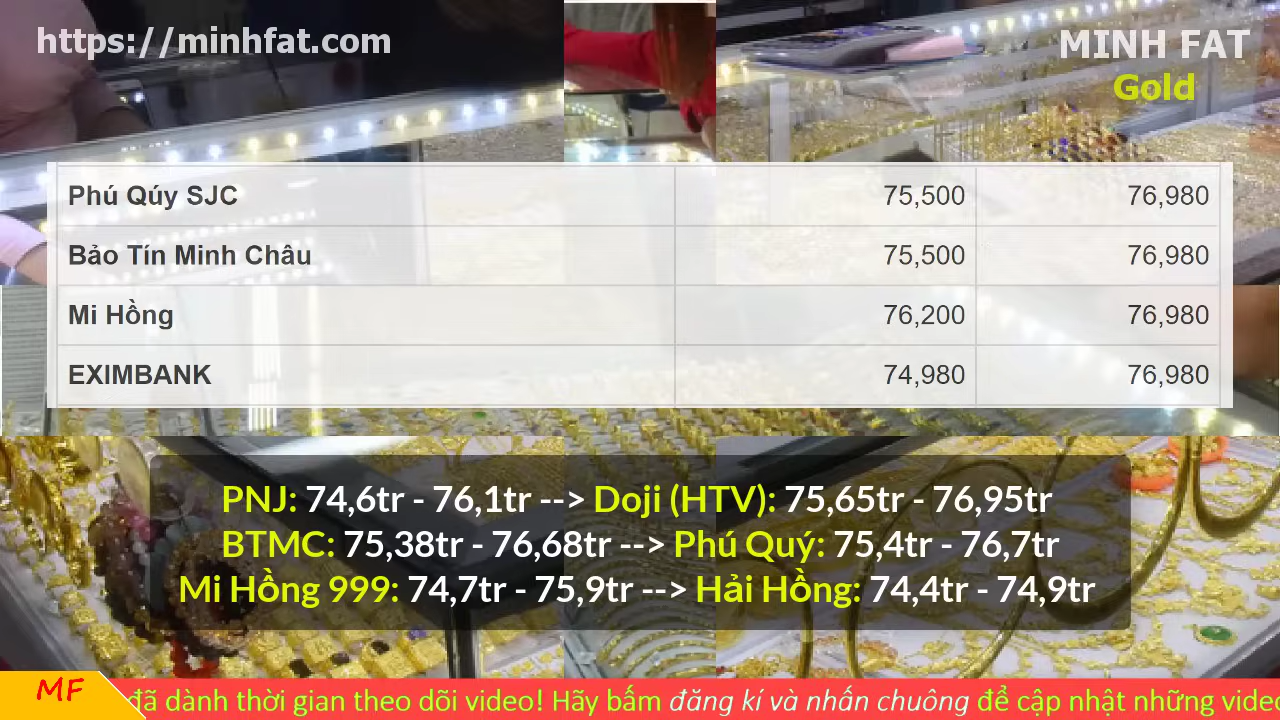 https://minhfat.com
MINH FAT
Gold
Phú Qúy SJC 75,500 76,980
Bảo Tín Minh Châu 75,500 76,980
Mi Hồng 76,200 76,980
EXIMBANK 74,980 76,980
PNJ: 74,6tr - 76,1tr --> Doji (HTV): 75,65tr - 76,95tr
BTMC: 75,38tr - 76,68tr --> Phú Quý: 75,4tr - 76,7tr
Mi Hồng 999: 74,7tr - 75,9tr --> Hải Hồng: 74,4tr - 74,9tr
MF
đã dành thời gian theo dõi video! Hãy bấm đăng kí và nhấn chuông để cập nhật những video